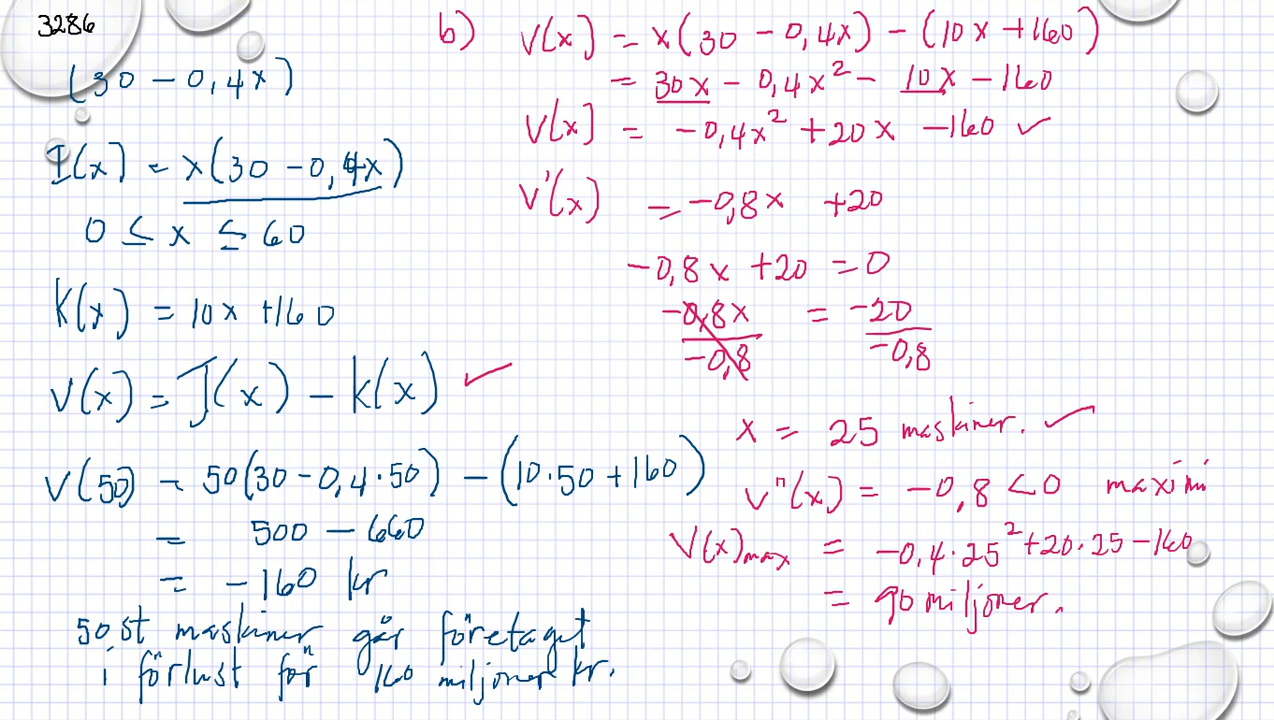 3286
(30 - 0,4x)
I(x) = x(30 - 0,4x)
0 ≤ x ≤ 60
K(x) = 10x +160
V(x) = I(x) - K(x) ✓
V(50) = 50(30 - 0,4·50) - (10·50 + 160)
= 500 - 660
= -160 kr
50 st maskiner går företaget
i förlust för 160 miljoner kr.
b) V(x) = x(30 - 0,4x) - (10x +160)
= 30x - 0,4x² - 10x - 160
V(x) = -0,4x² + 20x - 160 ✓
V'(x) = -0,8x +20
-0,8x +20 = 0
-0,8x = -20
-0,8 -0,8
x = 25 maskiner. ✓
V"(x) = -0,8 < 0 maximi
V(x)max = -0,4·25² + 20·25 - 160
= 90 miljoner.